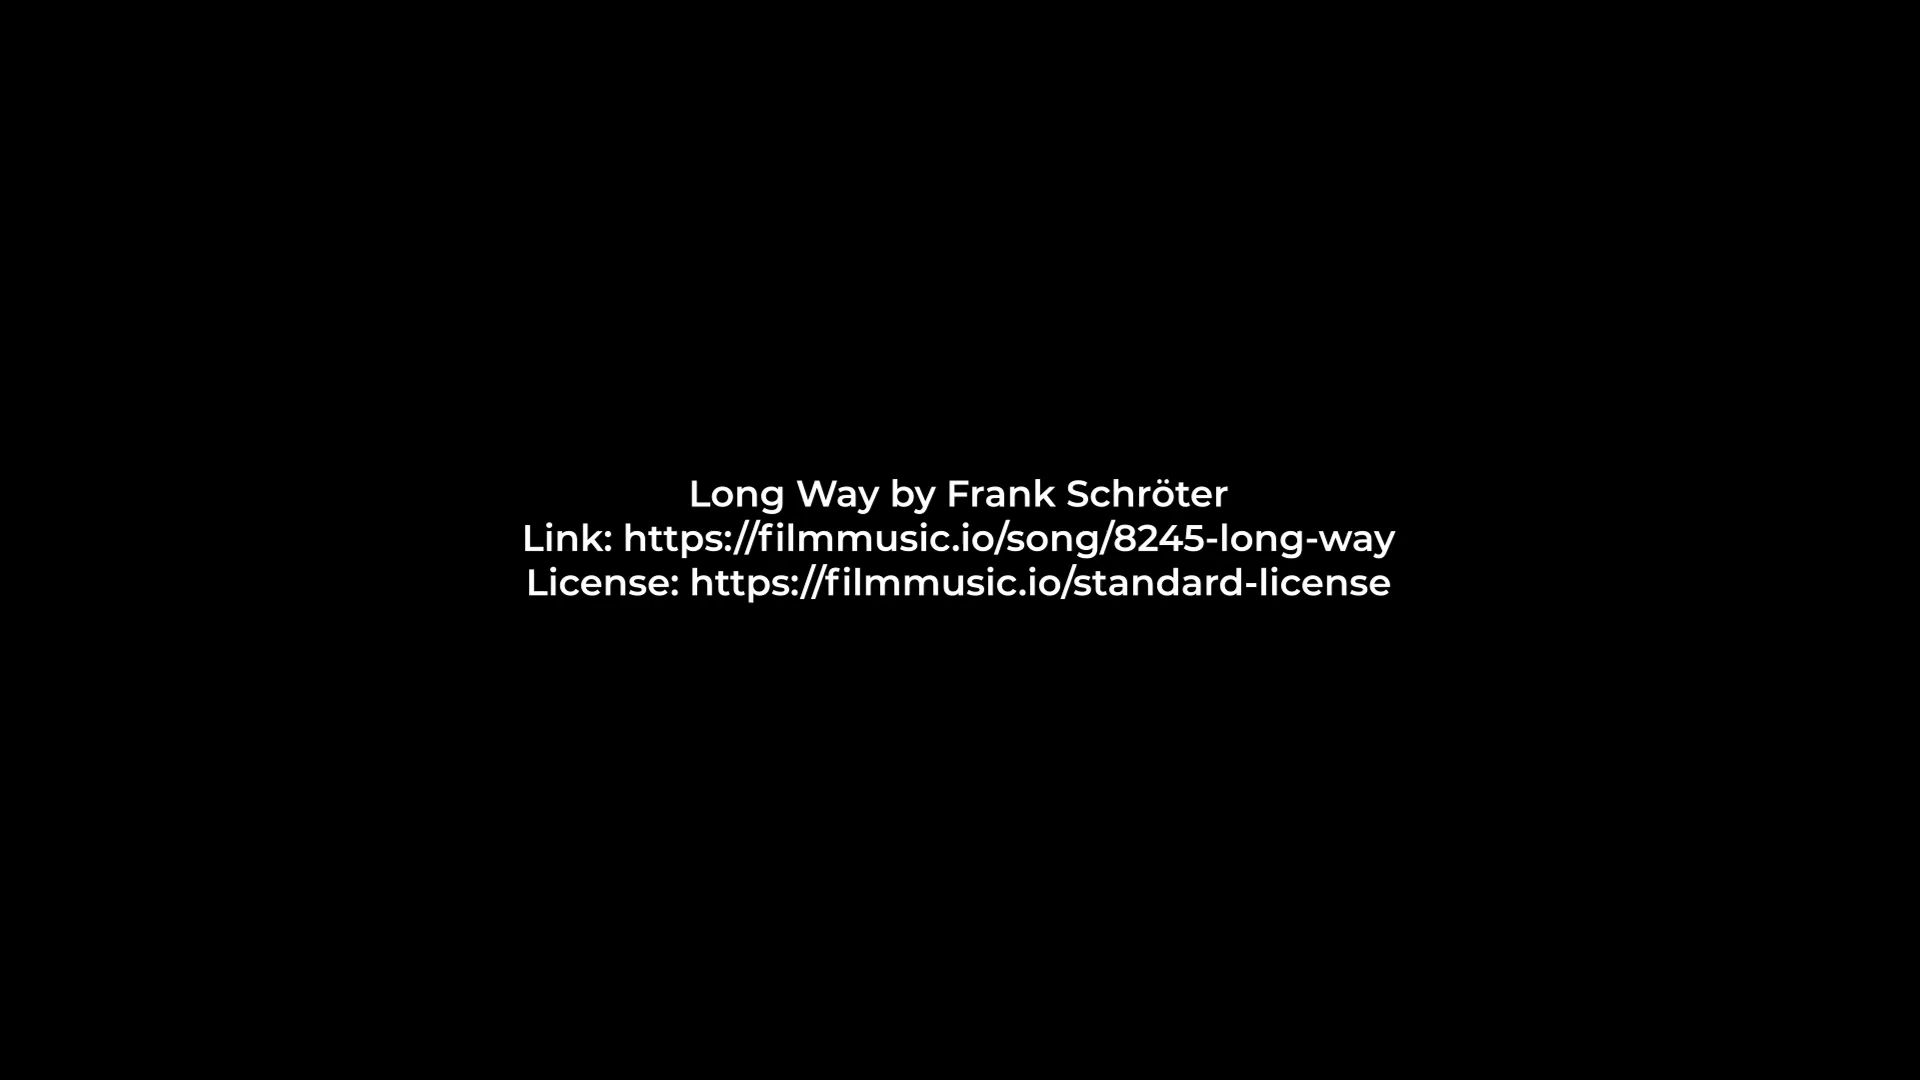 Long Way by Frank Schröter
Link: https://filmmusic.io/song/8245-long-way
License: https://filmmusic.io/standard-license